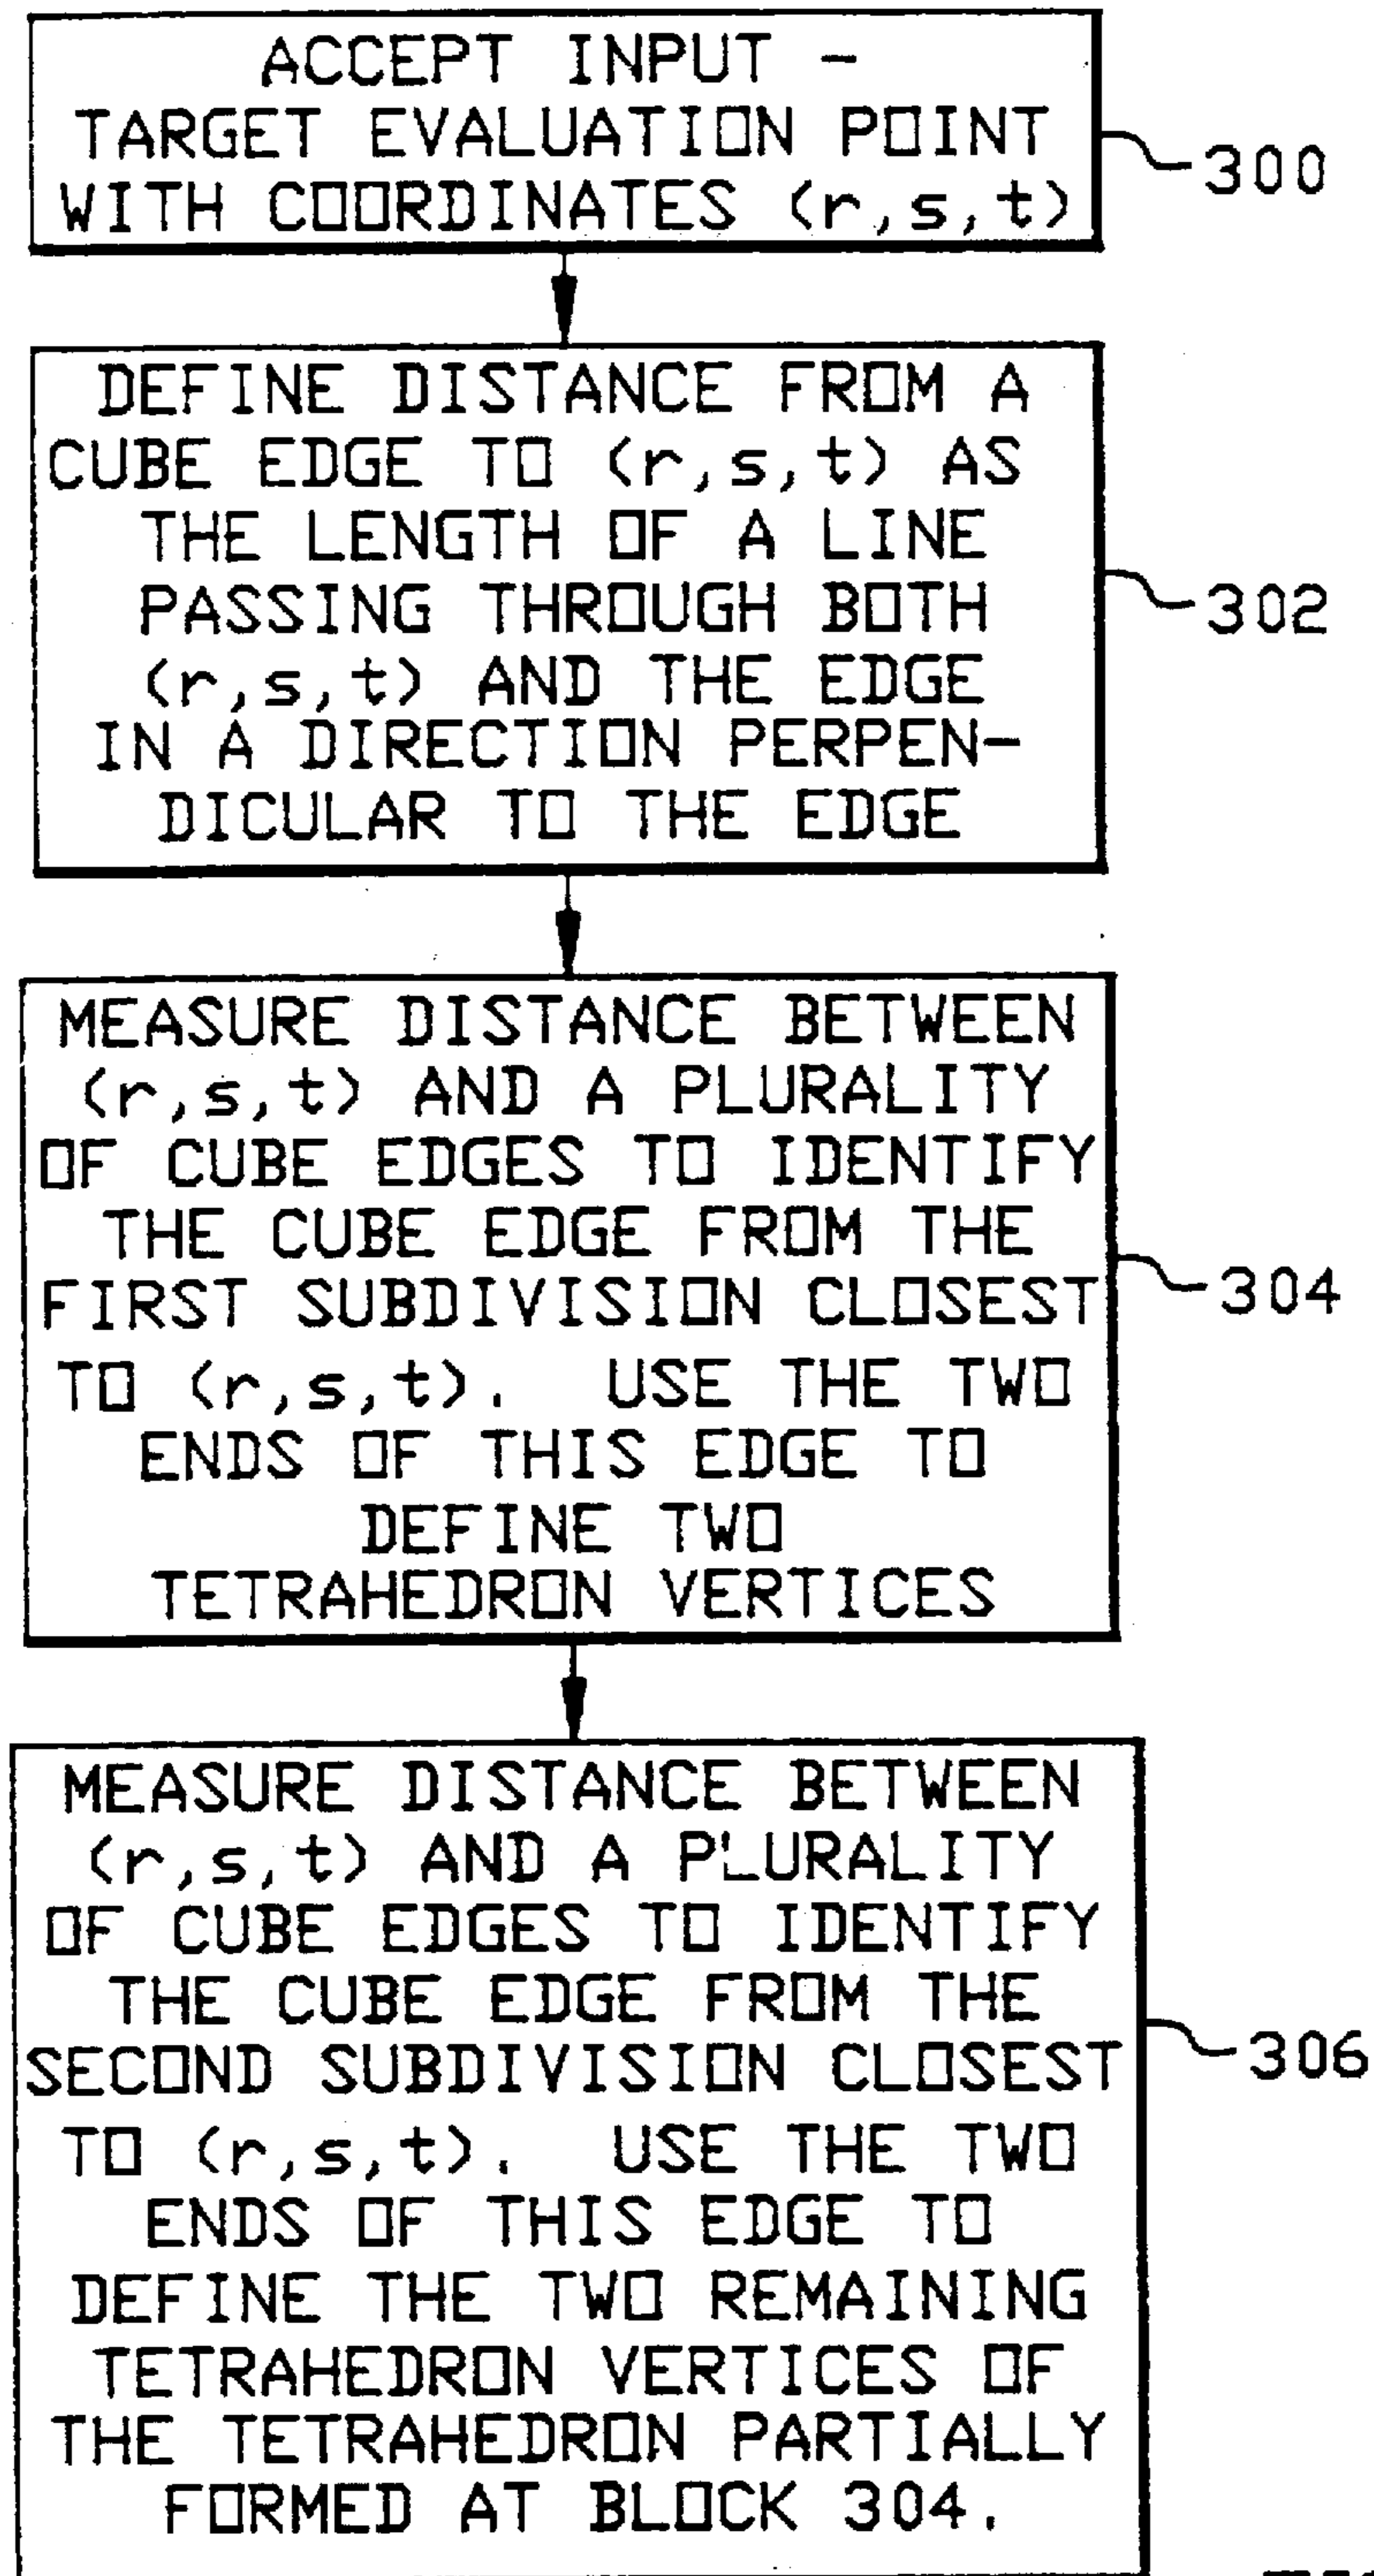 ACCEPT INPUT -
TARGET EVALUATION POINT
WITH COORDINATES (r,s,t)
300
DEFINE DISTANCE FROM A
CUBE EDGE TO (r,s,t) AS
THE LENGTH OF A LINE
PASSING THROUGH BOTH
(r,s,t) AND THE EDGE
IN A DIRECTION PERPEN-
DICULAR TO THE EDGE
302
MEASURE DISTANCE BETWEEN
(r,s,t) AND A PLURALITY
OF CUBE EDGES TO IDENTIFY
THE CUBE EDGE FROM THE
FIRST SUBDIVISION CLOSEST
TO (r,s,t). USE THE TWO
ENDS OF THIS EDGE TO
DEFINE TWO
TETRAHEDRON VERTICES
304
MEASURE DISTANCE BETWEEN
(r,s,t) AND A PLURALITY
OF CUBE EDGES TO IDENTIFY
THE CUBE EDGE FROM THE
SECOND SUBDIVISION CLOSEST
TO (r,s,t). USE THE TWO
ENDS OF THIS EDGE TO
DEFINE THE TWO REMAINING
TETRAHEDRON VERTICES OF
THE TETRAHEDRON PARTIALLY
FORMED AT BLOCK 304.
306